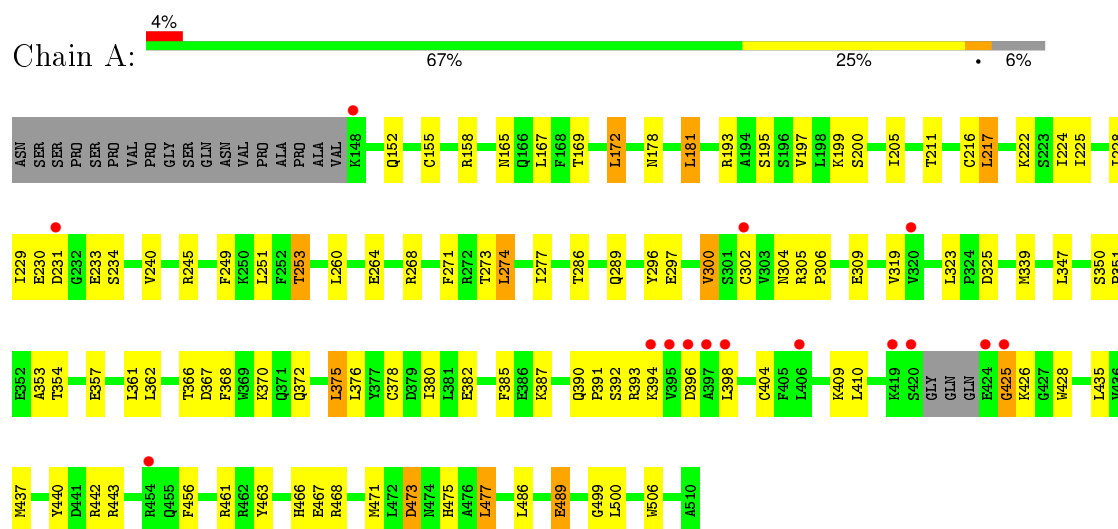 4%
Chain A:
67% 25% • 6%
ASN SER SER PRO SER PRO VAL PRO GLY SER GLN ASN VAL PRO ALA PRO ALA VAL K148 Q152 C155 R158 N165 Q166 L167 F168 T169 L172 N178 L181 R193 A194 S195 S196 V197 L198 K199 S200 I205 T211 C216 L217 K222 S223 I224 I225
I229 E230 D231 G232 E233 S234 V240 R245 F249 K250 L251 F252 T253 L260 E264 R268 F271 R272 T273 L274 I277 T286 Q289 Y296 E297 V300 S301 C302 V303 N304 R305 P306 E309 V319 V320 L323 P324 D325 M339 L347 S350
E352 A353 T354 E357 L361 L362 T366 D367 F368 W369 K370 Q371 Q372 L375 L376 Y377 C378 D379 I380 L381 E382 F385 E386 K387 Q390 P391 S392 R393 K394 V395 D396 A397 L398 C404 F405 L406 K409 L410 K419 S420 GLY GLN GLN E424 G425 K426 G427 W428 L435
M437 Y440 D441 R442 R443 R454 Q455 F456 R461 R462 Y463 H466 E467 R468 M471 L472 D473 N474 H475 A476 L477 L486 E489 G499 L500 W506 A510